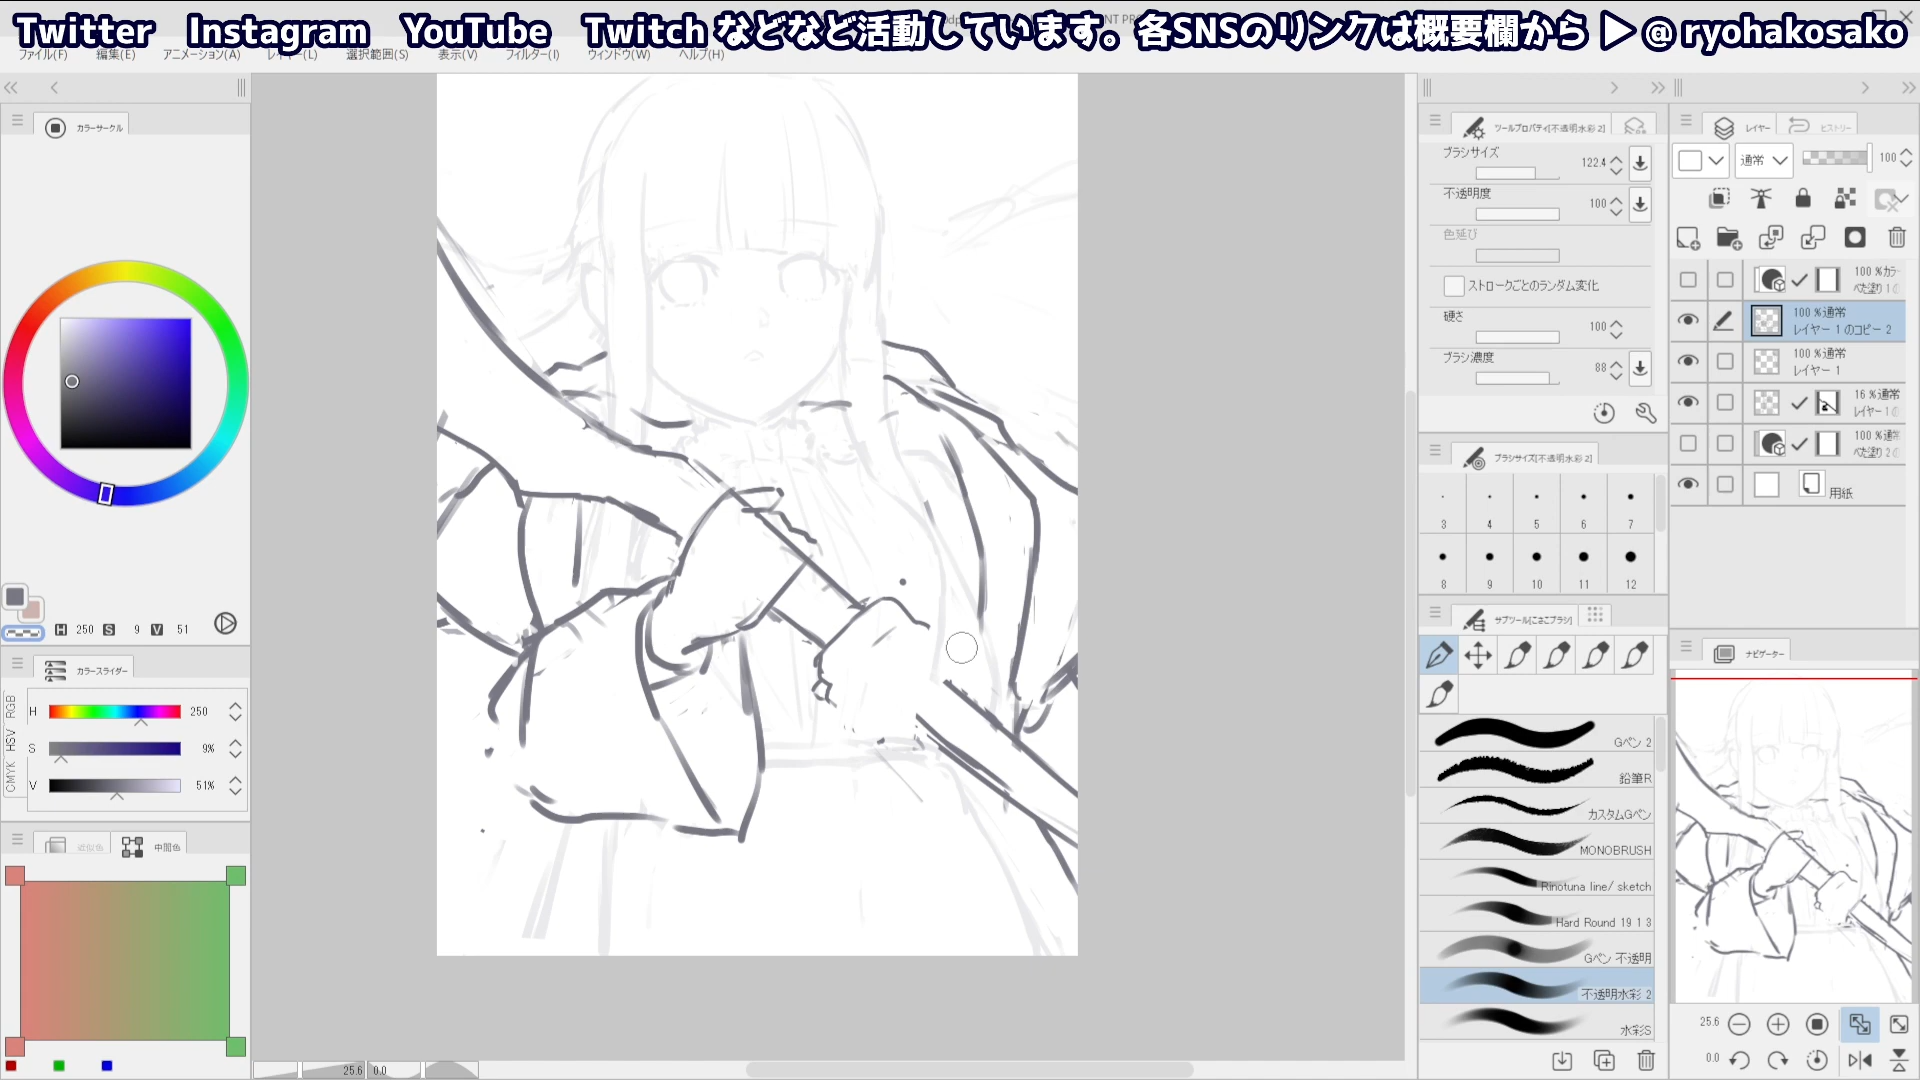 Twitter Instagram YouTube Twitch などなど活動しています。各SNSのリンクは概要欄から ▶ @ ryohakosako
ファイル(F) 編集(E) アニメーション(A) レイヤー(L) 選択範囲(S) 表示(V) フィルター(I) ウィンドウ(W) ヘルプ(H)
カラーサークル
H 250 S 9 V 51
カラースライダー
RGB
HSV
CMYK
H 250
S 9%
V 51%
近似色 中間色
25.6 0.0
ツールプロパティ[不透明水彩 2]
ブラシサイズ 122.4
不透明度 100
色延び
ストロークごとのランダム変化
硬さ 100
ブラシ濃度 88
ブラシサイズ[不透明水彩 2]
3 4 5 6 7
8 9 10 11 12
サブツール[こさこブラシ]
Gペン 2
鉛筆R
カスタムGペン
MONOBRUSH
Rinotuna line/ sketch
Hard Round 19 1 3
Gペン 不透明
不透明水彩 2
水彩S
レイヤー ヒストリー
通常 100
100 %カラ-
べた塗り 1の
100 %通常
レイヤー 1 のコピー 2
100 %通常
レイヤー 1
16 %通常
レイヤー 1の
100 %通常
べた塗り 2の
用紙
ナビゲーター
25.6
0.0